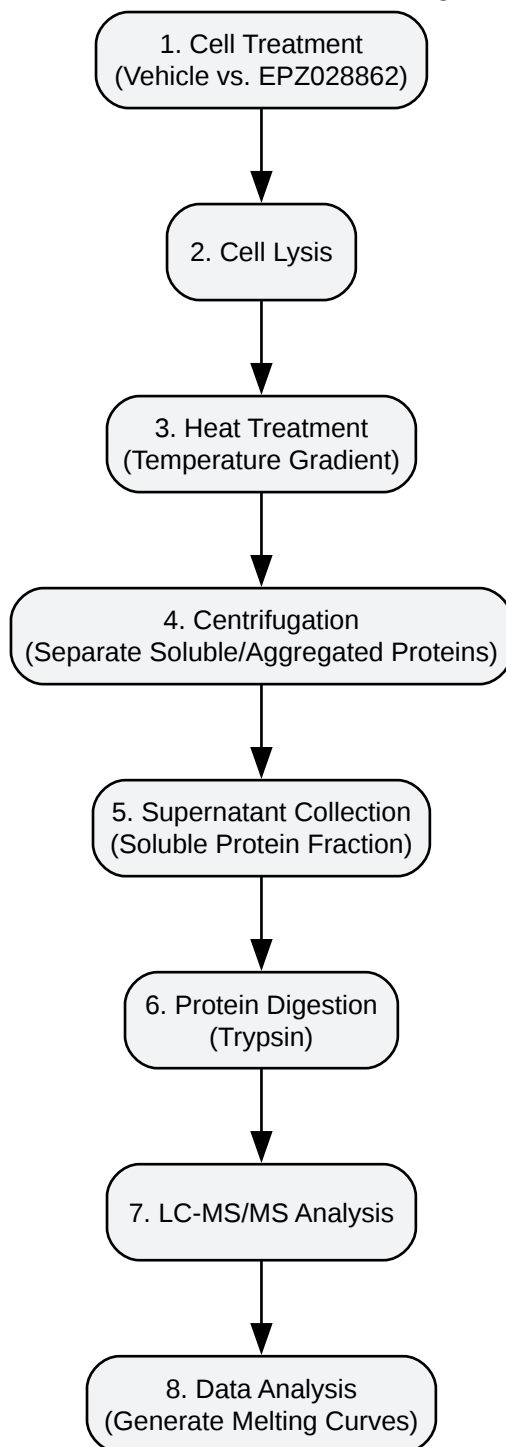 1. Cell Treatment
(Vehicle vs. EPZ028862)
2. Cell Lysis
3. Heat Treatment
(Temperature Gradient)
4. Centrifugation
(Separate Soluble/Aggregated Proteins)
5. Supernatant Collection
(Soluble Protein Fraction)
6. Protein Digestion
(Trypsin)
7. LC-MS/MS Analysis
8. Data Analysis
(Generate Melting Curves)